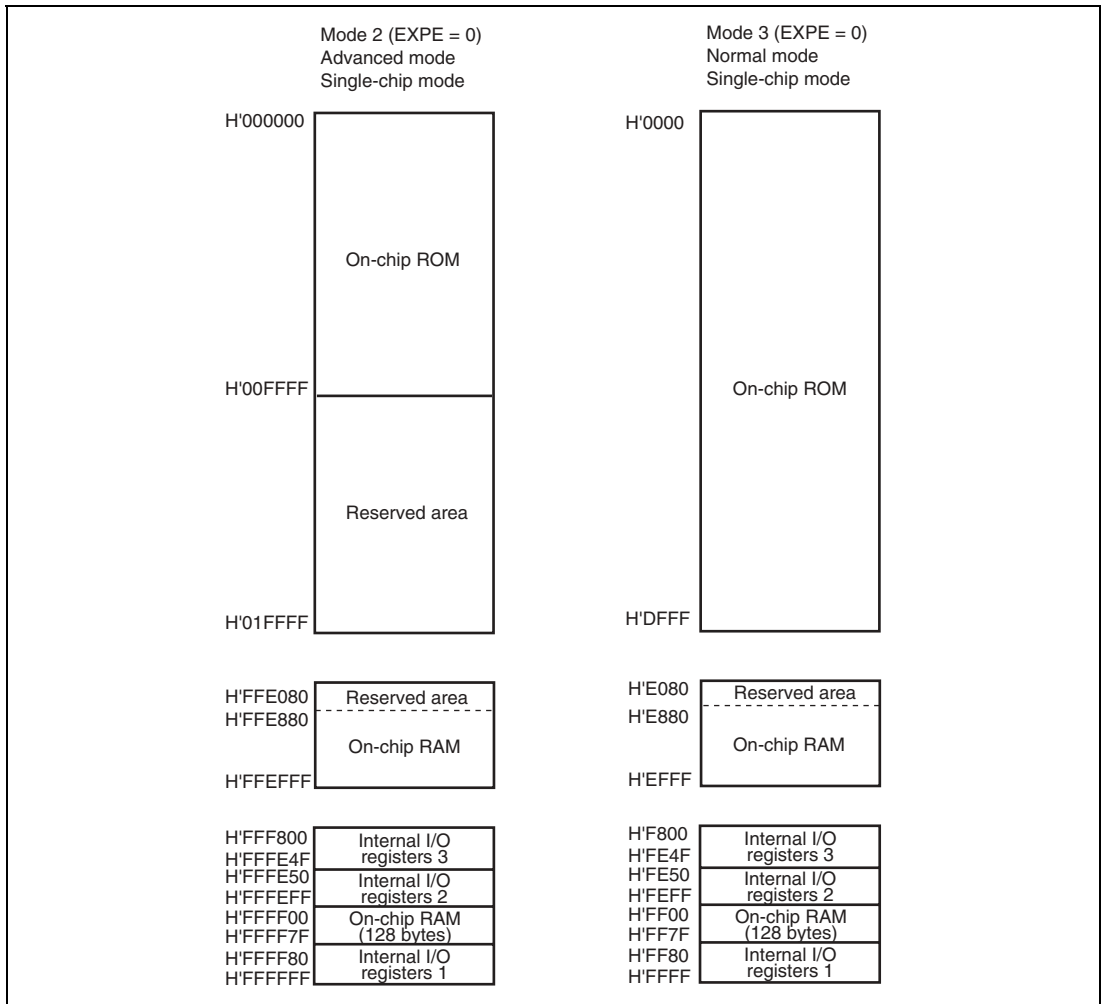 Mode 2 (EXPE = 0)
Advanced mode
Single-chip mode
H'000000
On-chip ROM
H'00FFFF
Reserved area
H'01FFFF
H'FFE080
Reserved area
H'FFE880
On-chip RAM
H'FFEFFF
H'FFF800
Internal I/O
registers 3
H'FFFE4F
H'FFFE50
Internal I/O
registers 2
H'FFFEFF
H'FFFF00
On-chip RAM
(128 bytes)
H'FFFF7F
H'FFFF80
Internal I/O
registers 1
H'FFFFFF
Mode 3 (EXPE = 0)
Normal mode
Single-chip mode
H'0000
On-chip ROM
H'DFFF
H'E080
Reserved area
H'E880
On-chip RAM
H'EFFF
H'F800
Internal I/O
registers 3
H'FE4F
H'FE50
Internal I/O
registers 2
H'FEFF
H'FF00
On-chip RAM
(128 bytes)
H'FF7F
H'FF80
Internal I/O
registers 1
H'FFFF